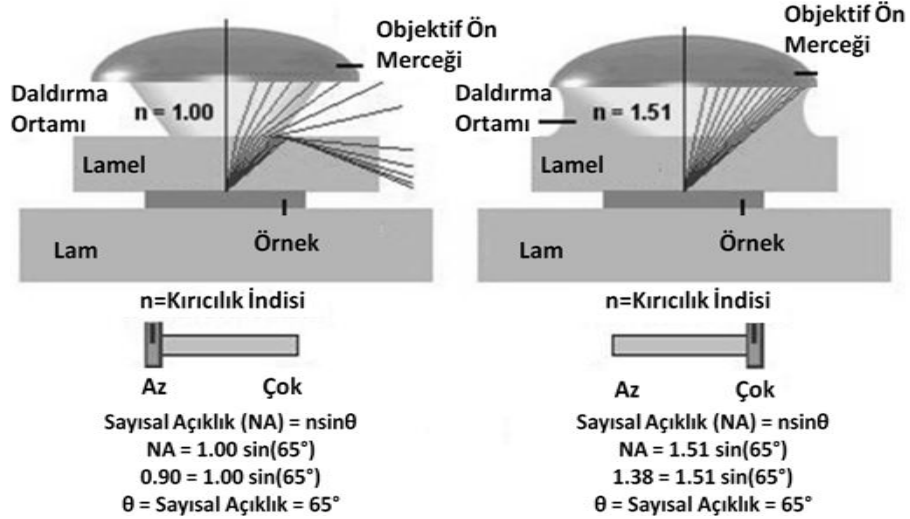 Objektif Ön
Merceği
Daldırma
Ortamı
n = 1.00
Lamel
Örnek
Lam
n=Kırıcılık İndisi
Az
Çok
Sayısal Açıklık (NA) = nsinθ
NA = 1.00 sin(65°)
0.90 = 1.00 sin(65°)
θ = Sayısal Açıklık = 65°
Objektif Ön
Merceği
Daldırma
Ortamı
n = 1.51
Lamel
Örnek
Lam
n=Kırıcılık İndisi
Az
Çok
Sayısal Açıklık (NA) = nsinθ
NA = 1.51 sin(65°)
1.38 = 1.51 sin(65°)
θ = Sayısal Açıklık = 65°